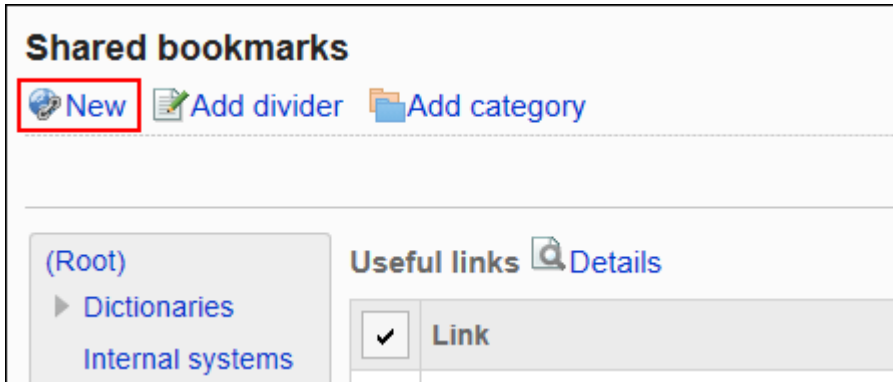 Shared bookmarks
New Add divider Add category
(Root)
Dictionaries
Internal systems
Useful links Details
Link